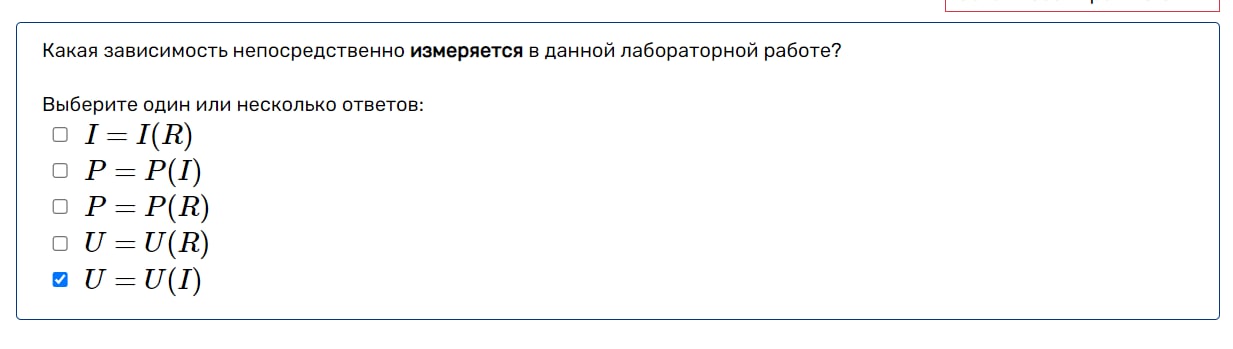 Какая зависимость непосредственно измеряется в данной лабораторной работе?
Выберите один или несколько ответов:
I = I(R)
P = P(I)
P = P(R)
U = U(R)
U = U(I)